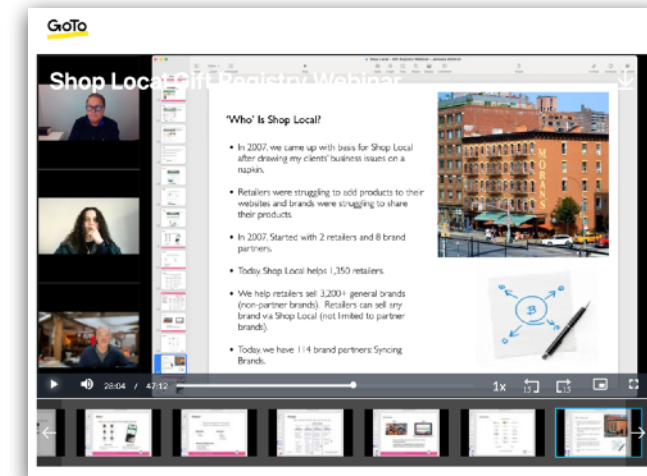 GoTo
Shop Local Gift Registry Webinar
'Who' Is Shop Local?
• In 2007, we came up with basis for Shop Local
after drawing my clients' business issues on a
napkin.
• Retailers were struggling to add products to their
websites and brands were struggling to share
their products.
• In 2007, Started with 2 retailers and 8 brand
partners.
• Today, Shop Local helps 1,350 retailers.
• We help retailers sell 3,200+ general brands
(non-partner brands). Retailers can sell any
brand via Shop Local (not limited to partner
brands).
• Today, we have 114 brand partners: Syncing
Brands.
MORANS
B
28:04 / 47:12
1x
15
15